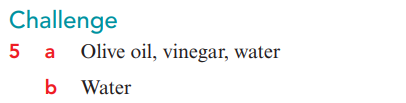 Challenge
5 a Olive oil, vinegar, water
b Water